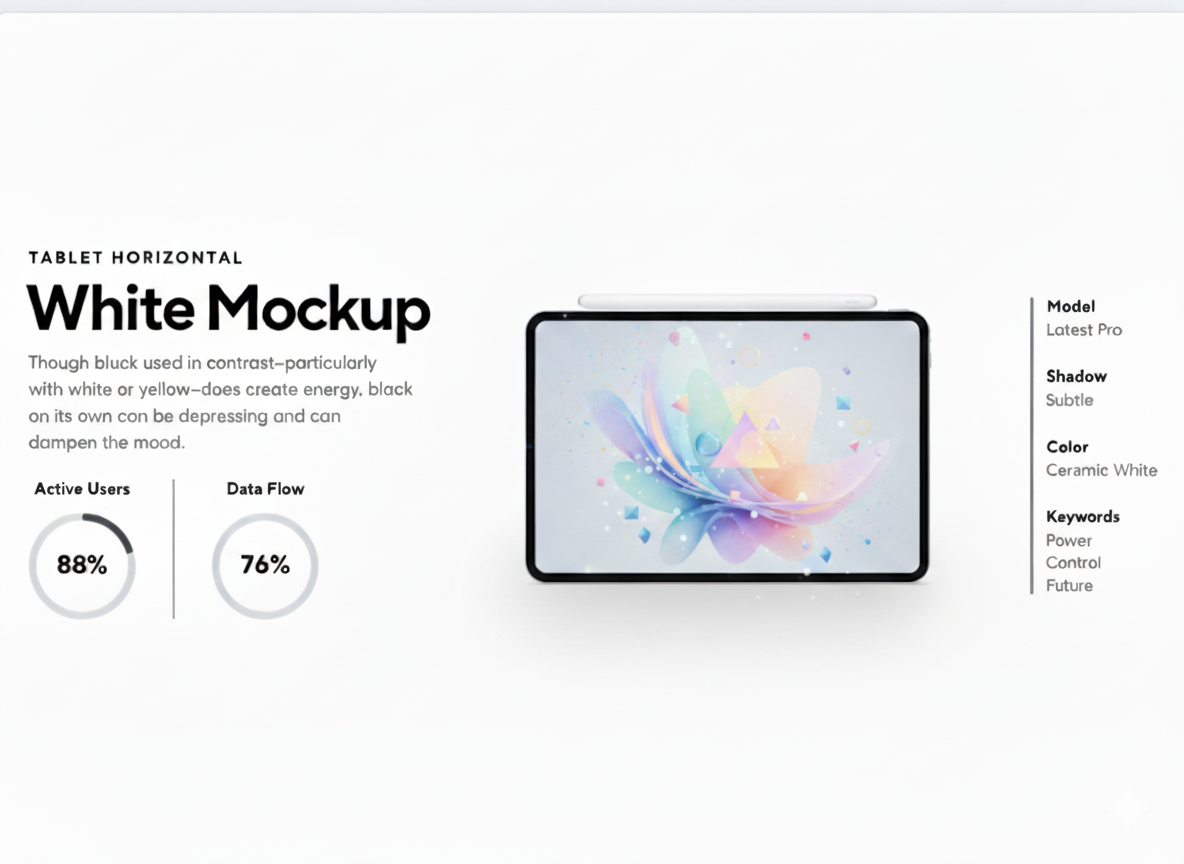 TABLET HORIZONTAL
White Mockup
Though bluck used in contrast–particularly
with white or yellow–does create energy, black
on its own con be depressing and can
dampen the mood.
Active Users
88%
Data Flow
76%
Model
Latest Pro
Shadow
Subtle
Color
Ceramic White
Keywords
Power
Control
Future